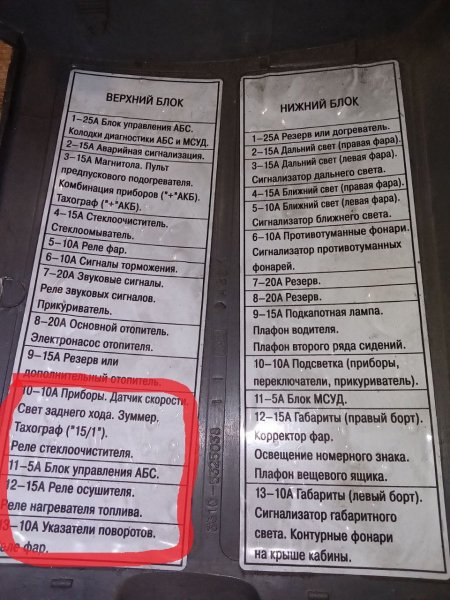 ВЕРХНИЙ БЛОК
1–25А Блок управления АБС.
Колодки диагностики АБС и МСУД.
2–15А Аварийная сигнализация.
3–15А Магнитола. Пульт
предпускового подогревателя.
Комбинация приборов ("+"АКБ).
Тахограф ("+"АКБ).
4–15А Стеклоочиститель.
Стеклоомыватель.
5–10А Реле фар.
6–10А Сигналы торможения.
7–20А Звуковые сигналы.
Реле звуковых сигналов.
Прикуриватель.
8–20А Основной отопитель.
Электронасос отопителя.
9–15А Резерв или
дополнительный отопитель.
10–10А Приборы. Датчик скорости.
Свет заднего хода. Зуммер.
Тахограф ("15/1").
Реле стеклоочистителя.
11–5А Блок управления АБС.
12–15А Реле осушителя.
Реле нагревателя топлива.
13–10А Указатели поворотов.
Реле фар.
НИЖНИЙ БЛОК
1–25А Резерв или догреватель.
2–15А Дальний свет (правая фара).
3–15А Дальний свет (левая фара).
Сигнализатор дальнего света.
4–15А Ближний свет (правая фара).
5–10А Ближний свет (левая фара).
Сигнализатор ближнего света.
6–10А Противотуманные фонари.
Сигнализатор противотуманных
фонарей.
7–20А Резерв.
8–20А Резерв.
9–15А Подкапотная лампа.
Плафон водителя.
Плафон второго ряда сидений.
10–10А Подсветка (приборы,
переключатели, прикуриватель).
11–5А Блок МСУД.
12–15А Габариты (правый борт).
Корректор фар.
Освещение номерного знака.
Плафон вещевого ящика.
13–10А Габариты (левый борт).
Сигнализатор габаритного
света. Контурные фонари
на крыше кабины.